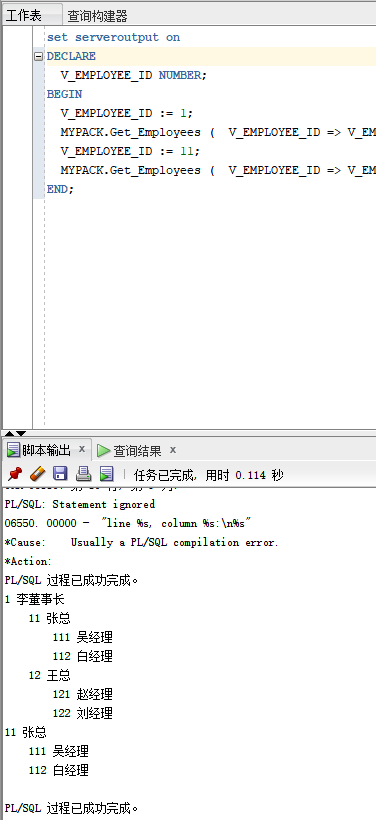 工作表 查询构建器
set serveroutput on
DECLARE
V_EMPLOYEE_ID NUMBER;
BEGIN
V_EMPLOYEE_ID := 1;
MYPACK.Get_Employees ( V_EMPLOYEE_ID => V_EM
V_EMPLOYEE_ID := 11;
MYPACK.Get_Employees ( V_EMPLOYEE_ID => V_EM
END;
脚本输出 x 查询结果 x
任务已完成, 用时 0.114 秒
PL/SQL: Statement ignored
06550. 00000 - "line %s, column %s:\n%s"
*Cause: Usually a PL/SQL compilation error.
*Action:
PL/SQL 过程已成功完成。
1 李董事长
11 张总
111 吴经理
112 白经理
12 王总
121 赵经理
122 刘经理
11 张总
111 吴经理
112 白经理
PL/SQL 过程已成功完成。